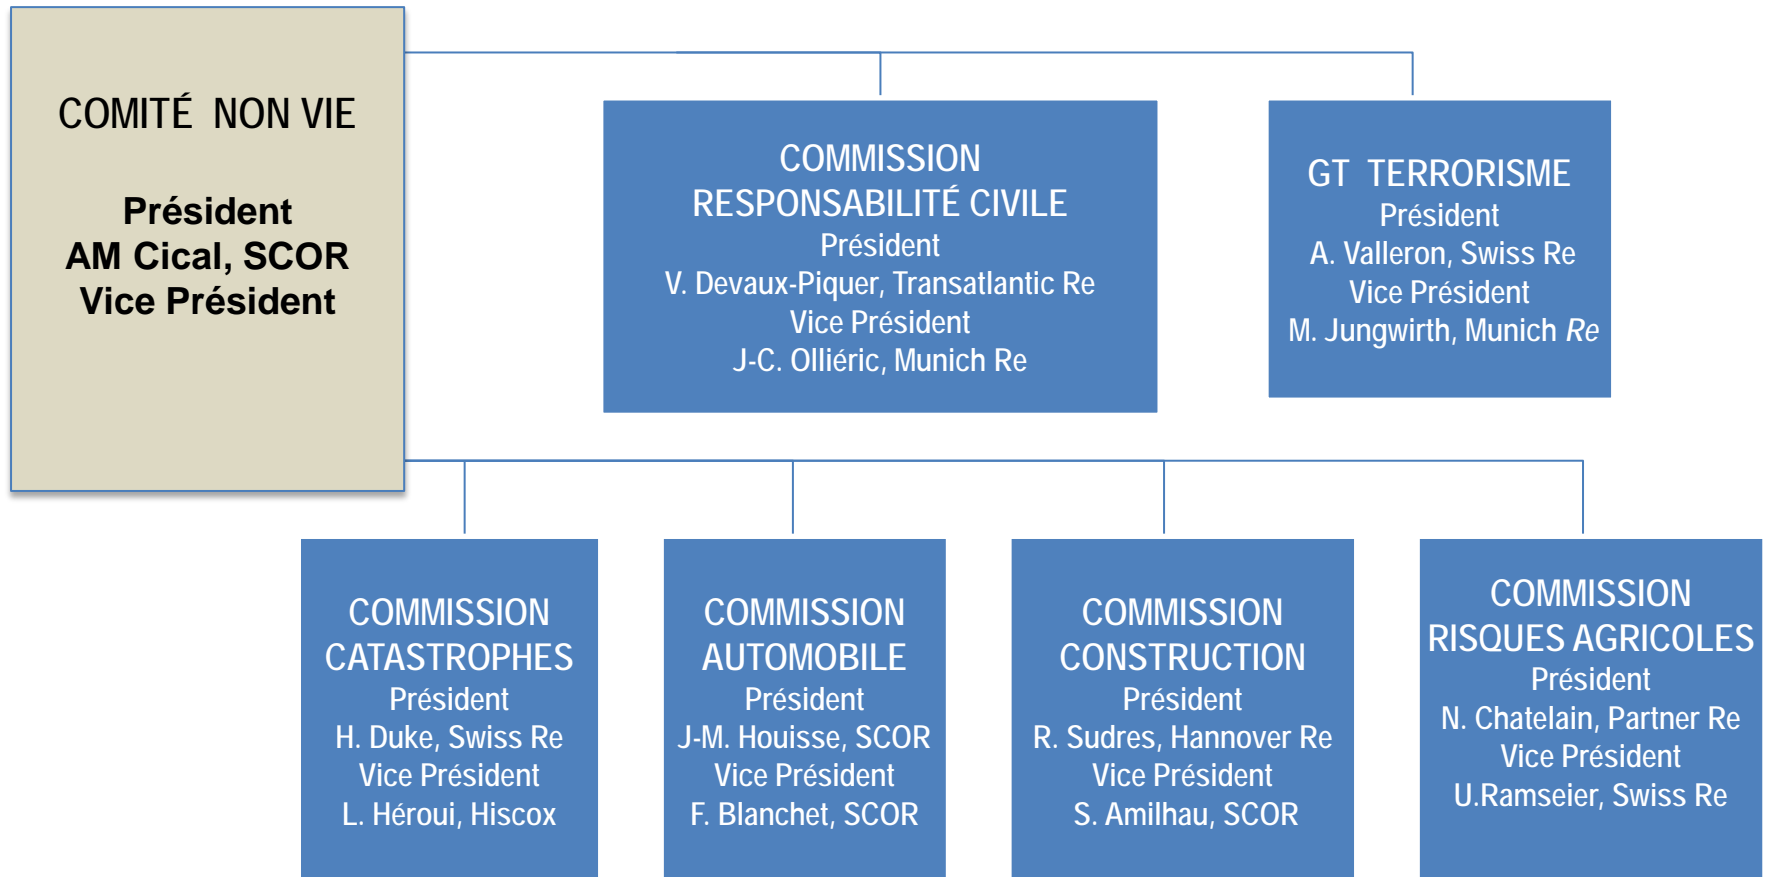 COMITÉ NON VIE
Président
AM Cical, SCOR
Vice Président
COMMISSION
RESPONSABILITÉ CIVILE
Président
V. Devaux-Piquer, Transatlantic Re
Vice Président
J-C. Olliéric, Munich Re
GT TERRORISME
Président
A. Valleron, Swiss Re
Vice Président
M. Jungwirth, Munich Re
COMMISSION
CATASTROPHES
Président
H. Duke, Swiss Re
Vice Président
L. Héroui, Hiscox
COMMISSION
AUTOMOBILE
Président
J-M. Houisse, SCOR
Vice Président
F. Blanchet, SCOR
COMMISSION
CONSTRUCTION
Président
R. Sudres, Hannover Re
Vice Président
S. Amilhau, SCOR
COMMISSION
RISQUES AGRICOLES
Président
N. Chatelain, Partner Re
Vice Président
U.Ramseier, Swiss Re